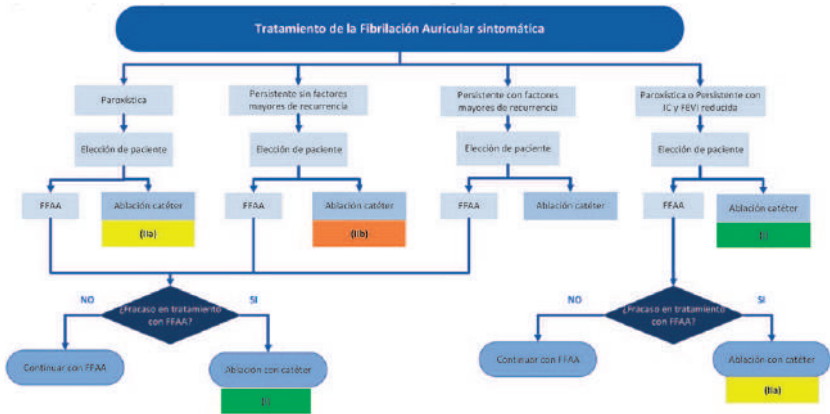 Tratamiento de la Fibrilación Auricular sintomática
Paroxística
Persistente sin factores
mayores de recurrencia
Persistente con factores
mayores de recurrencia
Paroxística o Persistente con
IC y FEVI reducida
Elección de paciente
Elección de paciente
Elección de paciente
Elección de paciente
FFAA
Ablación catéter
(IIa)
FFAA
Ablación catéter
(IIb)
FFAA
Ablación catéter
FFAA
Ablación catéter
(I)
NO
¿Fracaso en tratamiento
con FFAA?
SI
NO
¿Fracaso en tratamiento
con FFAA?
SI
Continuar con FFAA
Ablación con catéter
(I)
Continuar con FFAA
Ablación con catéter
(IIa)